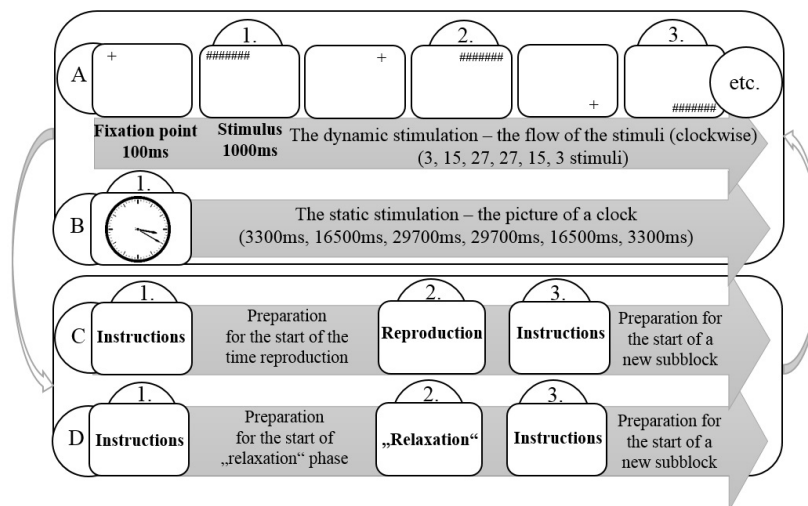 1.
2.
3.
A
+
#######
+
#######
+
#######
etc.
Fixation point
100ms
Stimulus
1000ms
The dynamic stimulation – the flow of the stimuli (clockwise)
(3, 15, 27, 27, 15, 3 stimuli)
1.
B
The static stimulation – the picture of a clock
(3300ms, 16500ms, 29700ms, 29700ms, 16500ms, 3300ms)
1.
2.
3.
C
Instructions
Preparation
for the start of the
time reproduction
Reproduction
Instructions
Preparation for
the start of a
new subblock
1.
2.
3.
D
Instructions
Preparation
for the start of
„relaxation“ phase
„Relaxation“
Instructions
Preparation for
the start of a
new subblock